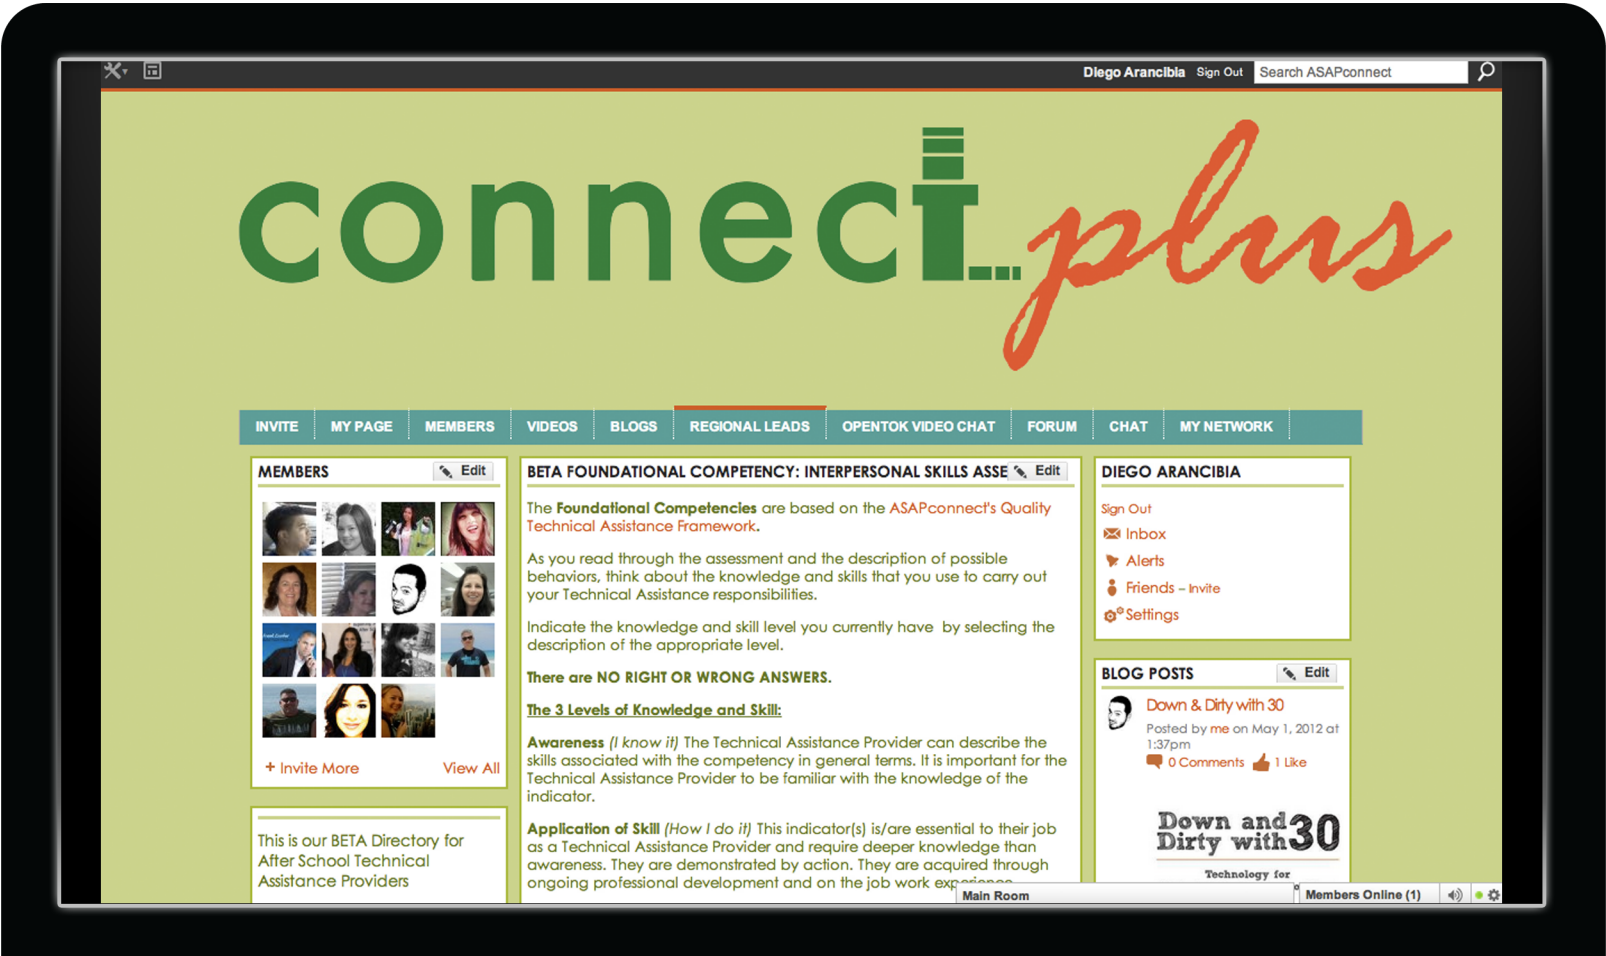 Diego Arancibia Sign Out Search ASAPconnect
connect...plus
INVITE MY PAGE MEMBERS VIDEOS BLOGS REGIONAL LEADS OPENTOK VIDEO CHAT FORUM CHAT MY NETWORK
MEMBERS Edit
+ Invite More View All
This is our BETA Directory for
After School Technical
Assistance Providers
BETA FOUNDATIONAL COMPETENCY: INTERPERSONAL SKILLS ASSE Edit
The Foundational Competencies are based on the ASAPconnect's Quality
Technical Assistance Framework.
As you read through the assessment and the description of possible
behaviors, think about the knowledge and skills that you use to carry out
your Technical Assistance responsibilities.
Indicate the knowledge and skill level you currently have by selecting the
description of the appropriate level.
There are NO RIGHT OR WRONG ANSWERS.
The 3 Levels of Knowledge and Skill:
Awareness (I know it) The Technical Assistance Provider can describe the
skills associated with the competency in general terms. It is important for the
Technical Assistance Provider to be familiar with the knowledge of the
indicator.
Application of Skill (How I do it) This indicator(s) is/are essential to their job
as a Technical Assistance Provider and require deeper knowledge than
awareness. They are demonstrated by action. They are acquired through
ongoing professional development and on the job work experience.
DIEGO ARANCIBIA
Sign Out
Inbox
Alerts
Friends – Invite
Settings
BLOG POSTS Edit
Down & Dirty with 30
Posted by me on May 1, 2012 at
1:37pm
0 Comments 1 Like
Down and
Dirty with 30
Technology for
Main Room Members Online (1)